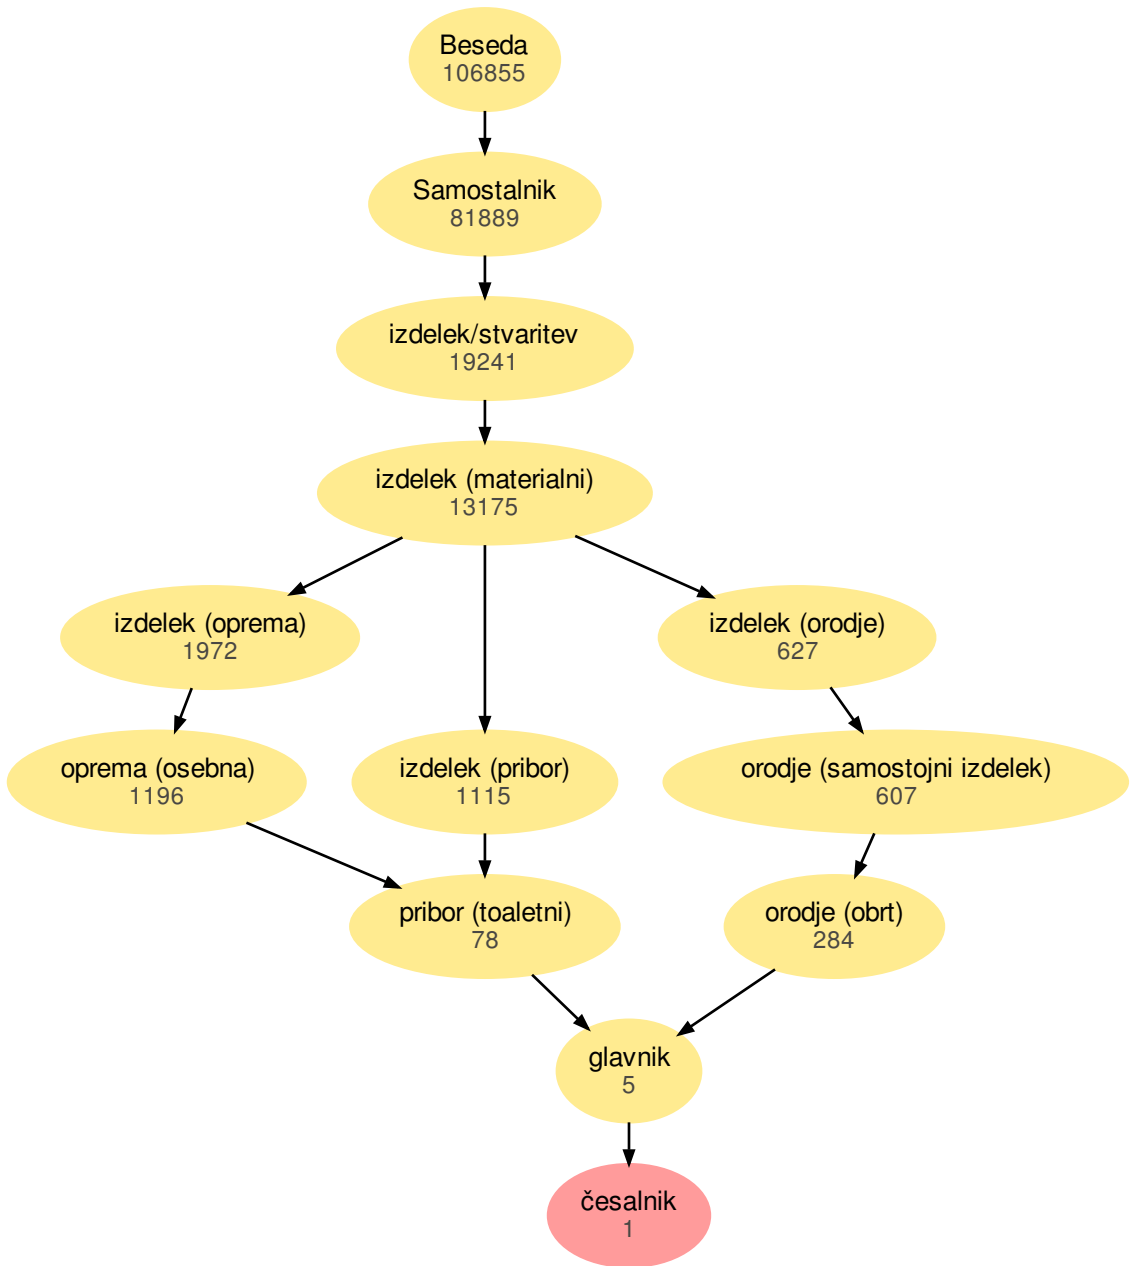 Beseda
106855
Samostalnik
81889
izdelek/stvaritev
19241
izdelek (materialni)
13175
izdelek (oprema)
1972
izdelek (orodje)
627
oprema (osebna)
1196
izdelek (pribor)
1115
orodje (samostojni izdelek)
607
pribor (toaletni)
78
orodje (obrt)
284
glavnik
5
česalnik
1